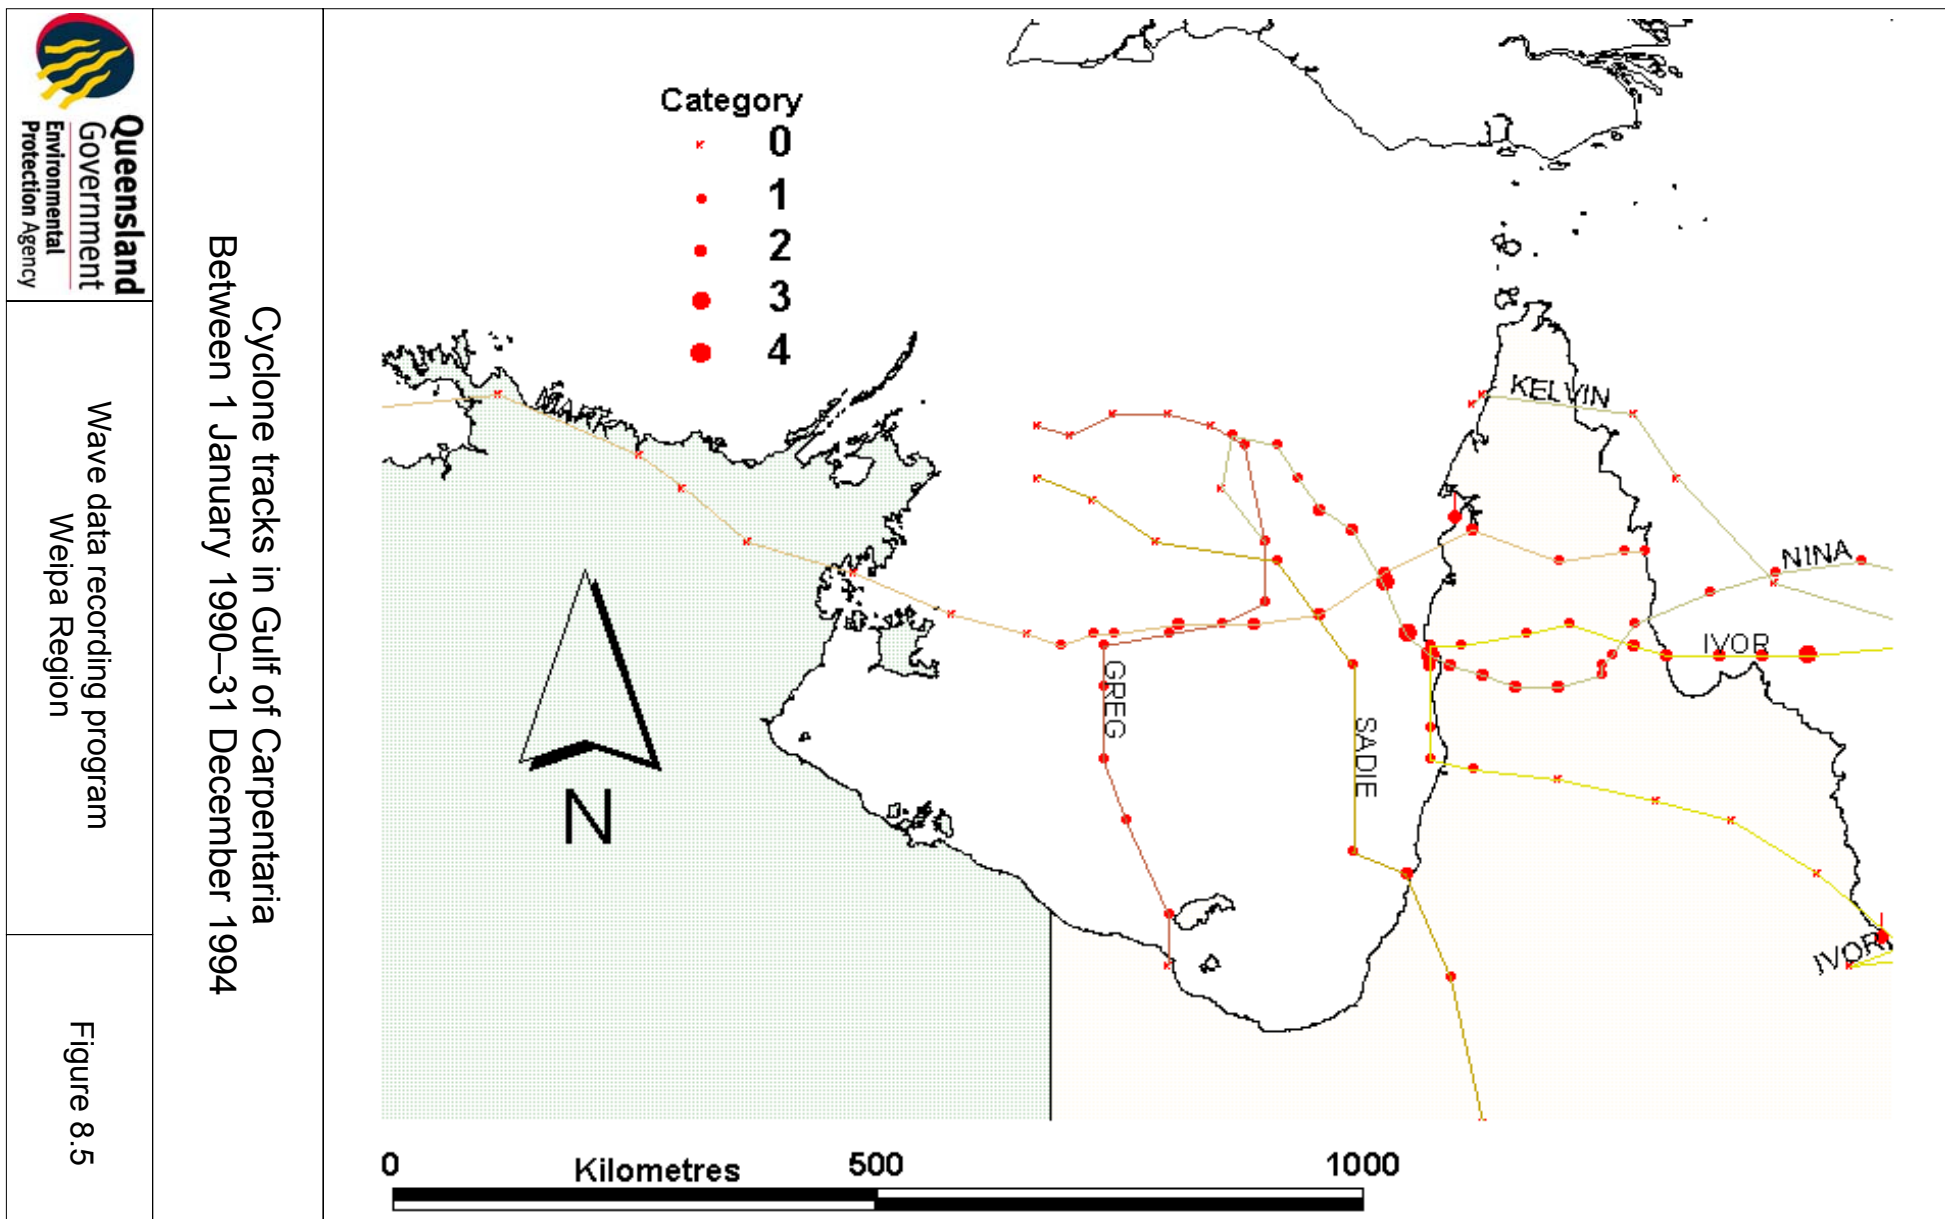 Queensland
Government
Environmental
Protection Agency
Wave data recording program
Weipa Region
Figure 8.5
Cyclone tracks in Gulf of Carpentaria
Between 1 January 1990–31 December 1994
Category
0
1
2
3
4
MARK
KELVIN
NINA
IVOR
GREG
SADIE
IVOR
N
0 Kilometres 500 1000